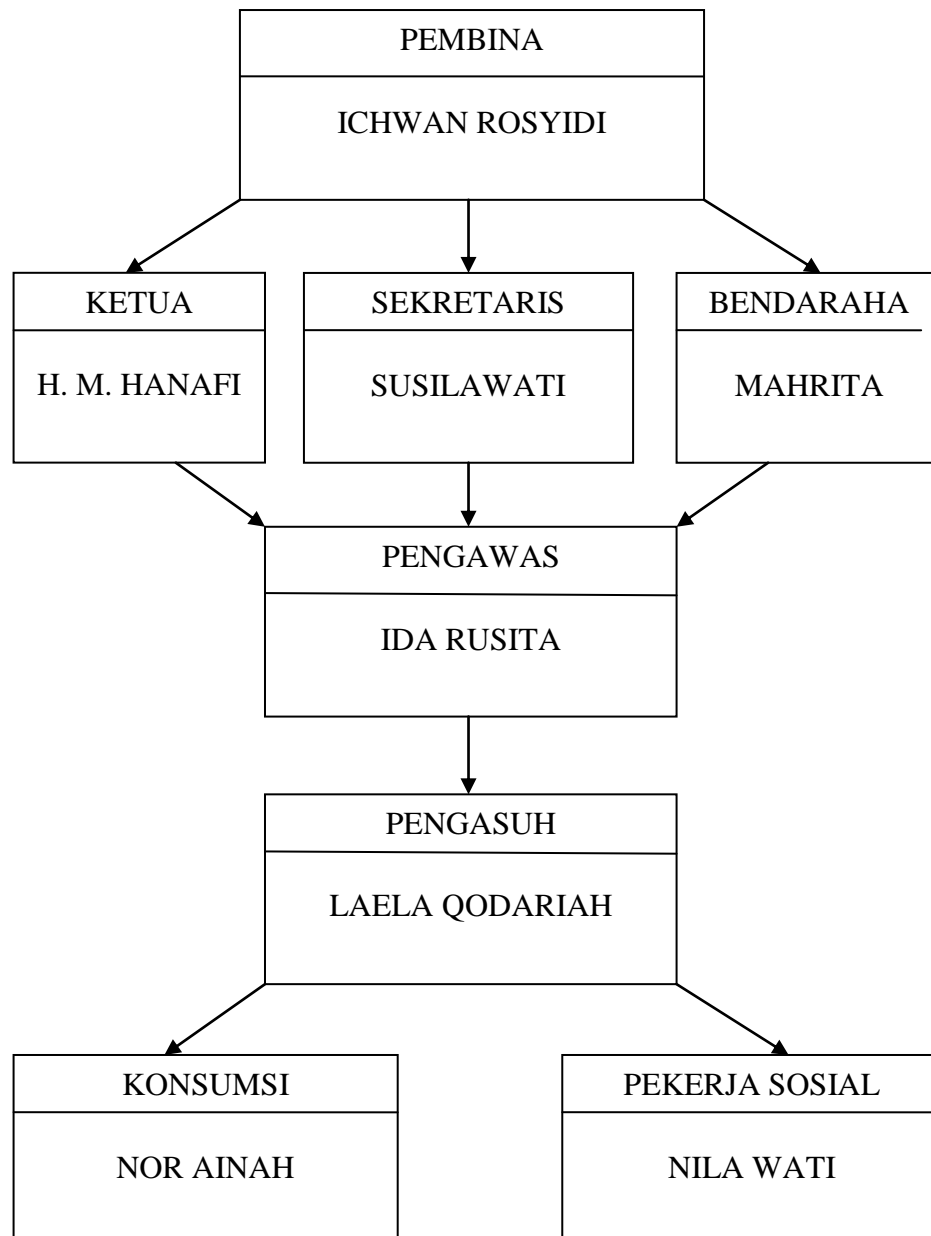 PEMBINA
ICHWAN ROSYIDI
KETUA
H. M. HANAFI
SEKRETARIS
SUSILAWATI
BENDARAHA
MAHRITA
PENGAWAS
IDA RUSITA
PENGASUH
LAELA QODARIAH
KONSUMSI
NOR AINAH
PEKERJA SOSIAL
NILA WATI